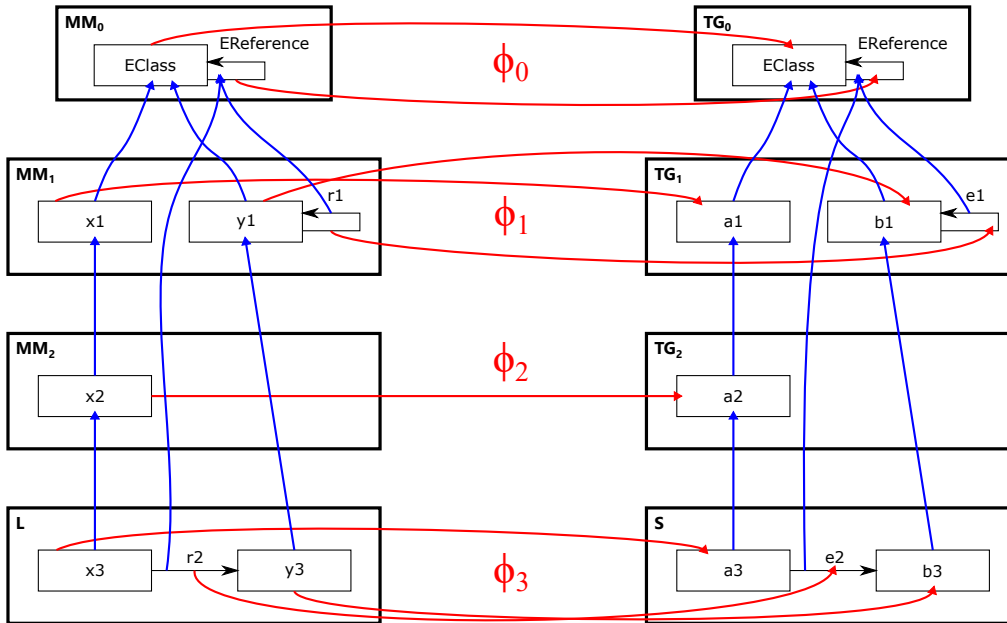 MM₀
EClass
EReference
ϕ₀
TG₀
EClass
EReference
MM₁
x1
y1
r1
ϕ₁
TG₁
a1
b1
e1
MM₂
x2
ϕ₂
TG₂
a2
L
x3
r2
y3
ϕ₃
S
a3
e2
b3